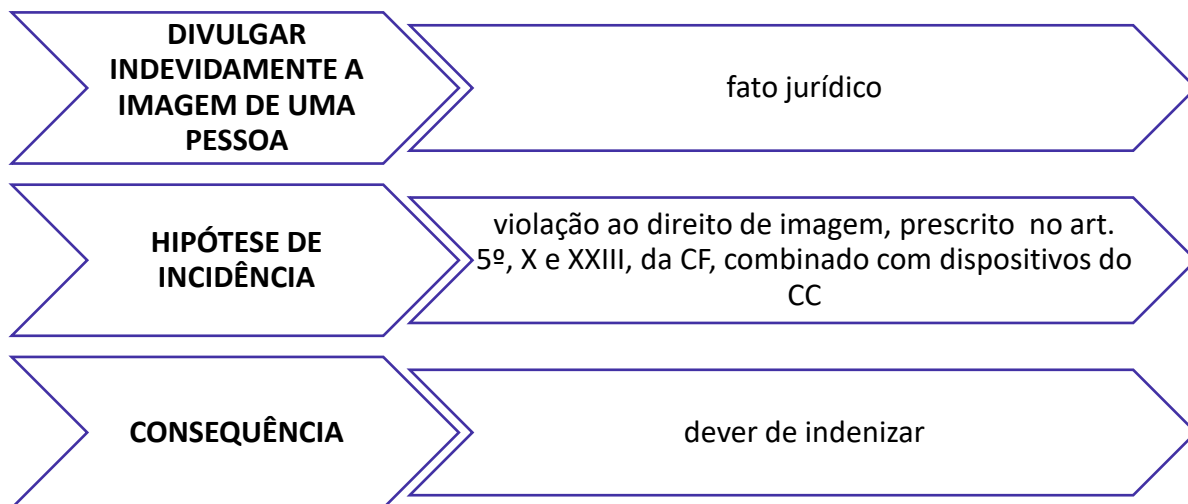 DIVULGAR
INDEVIDAMENTE A
IMAGEM DE UMA
PESSOA
fato jurídico
HIPÓTESE DE
INCIDÊNCIA
violação ao direito de imagem, prescrito no art.
5º, X e XXIII, da CF, combinado com dispositivos do
CC
CONSEQUÊNCIA
dever de indenizar